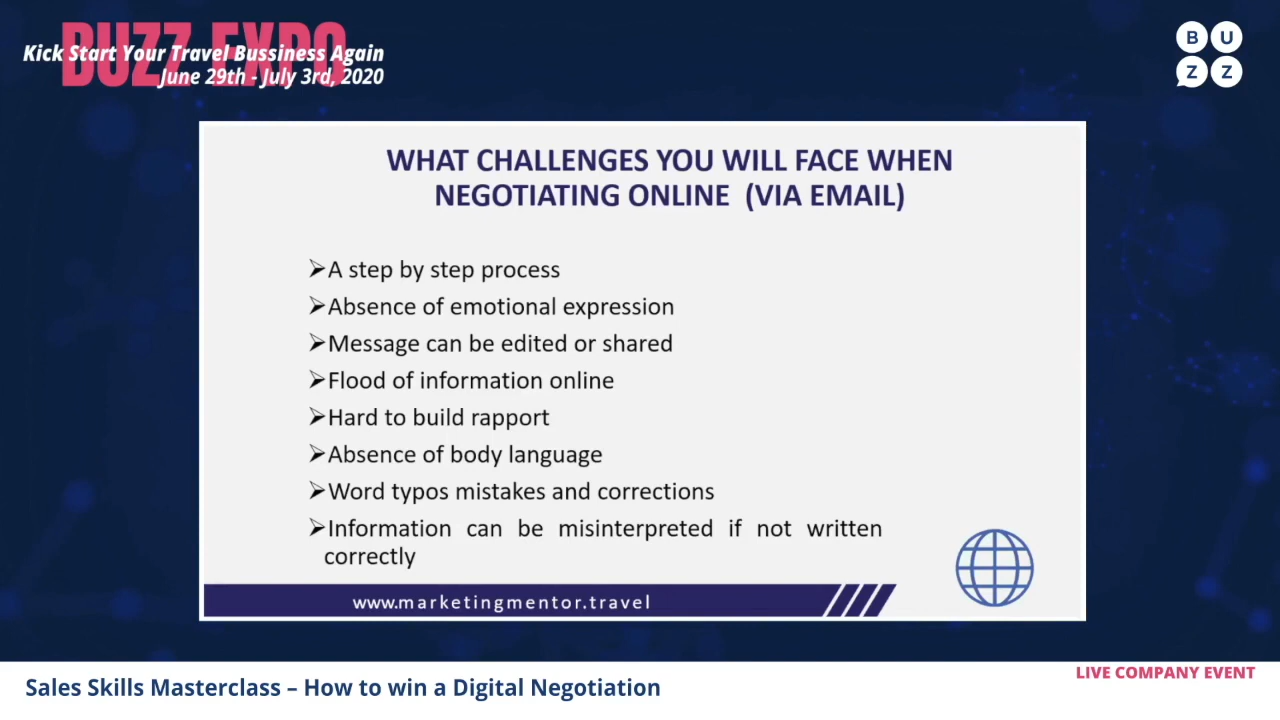 BUZZ EXPO
Kick Start Your Travel Bussiness Again
June 29th - July 3rd, 2020
B U
Z Z
WHAT CHALLENGES YOU WILL FACE WHEN
NEGOTIATING ONLINE (VIA EMAIL)
➢A step by step process
➢Absence of emotional expression
➢Message can be edited or shared
➢Flood of information online
➢Hard to build rapport
➢Absence of body language
➢Word typos mistakes and corrections
➢Information can be misinterpreted if not written
correctly
www.marketingmentor.travel
LIVE COMPANY EVENT
Sales Skills Masterclass – How to win a Digital Negotiation